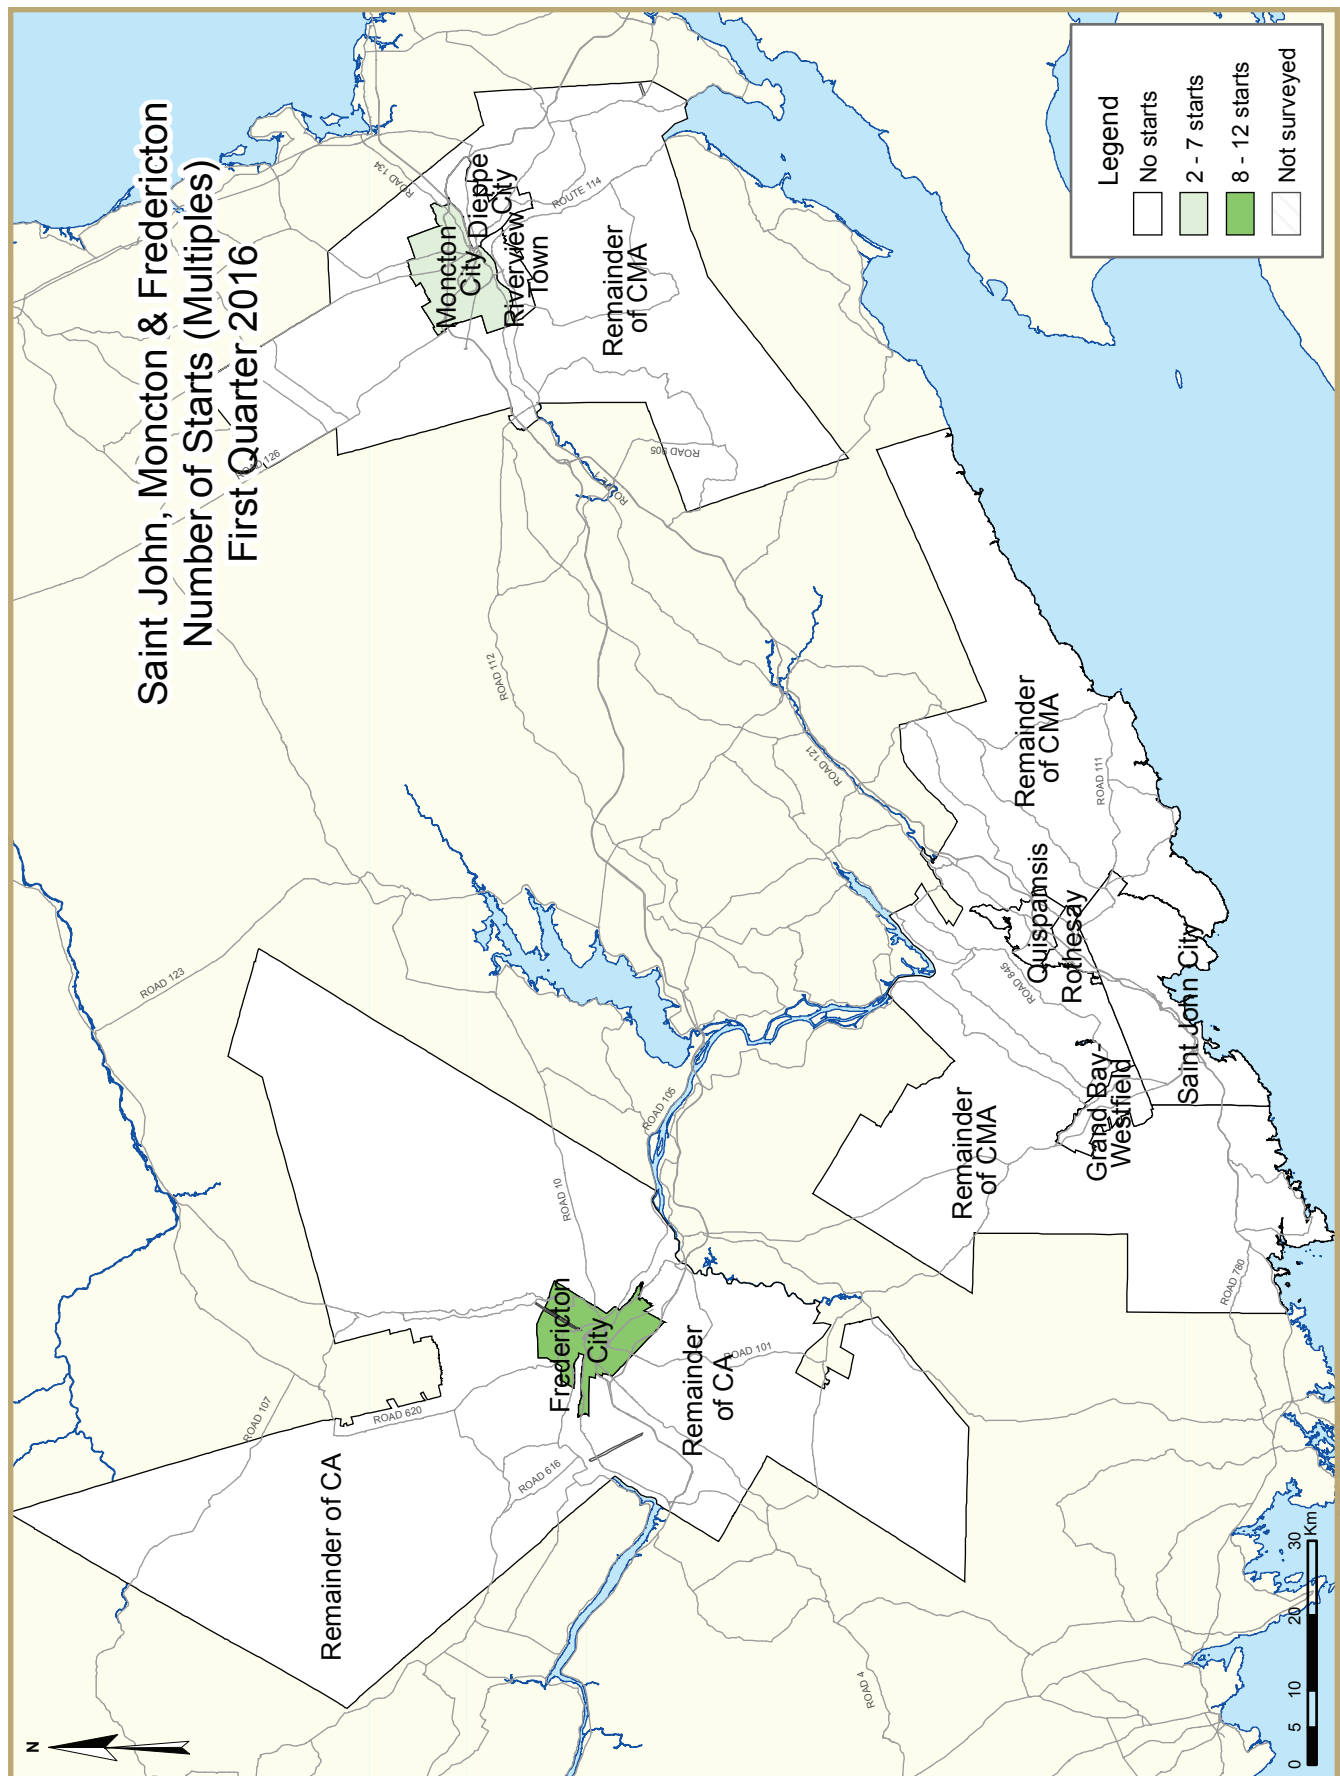 Saint John, Moncton & Fredericton
Number of Starts (Multiples)
First Quarter 2016
N
ROAD 134
ROAD 126
Moncton
City
Dieppe
City
Riverview
Town
ROUTE 114
Remainder
of CMA
ROAD 905
ROUTE 1
ROAD 112
ROAD 123
ROAD 107
ROAD 620
Remainder of CA
ROAD 616
ROAD 10
Fredericton
City
ROAD 105
Remainder
of CA
ROAD 101
ROAD 121
Remainder
of CMA
ROAD 111
Quispamsis
Rothesay
ROAD 845
Remainder
of CMA
Grand Bay-
Westfield
Saint John City
ROAD 780
ROAD 4
Legend
No starts
2 - 7 starts
8 - 12 starts
Not surveyed
0 5 10 20 30
Km